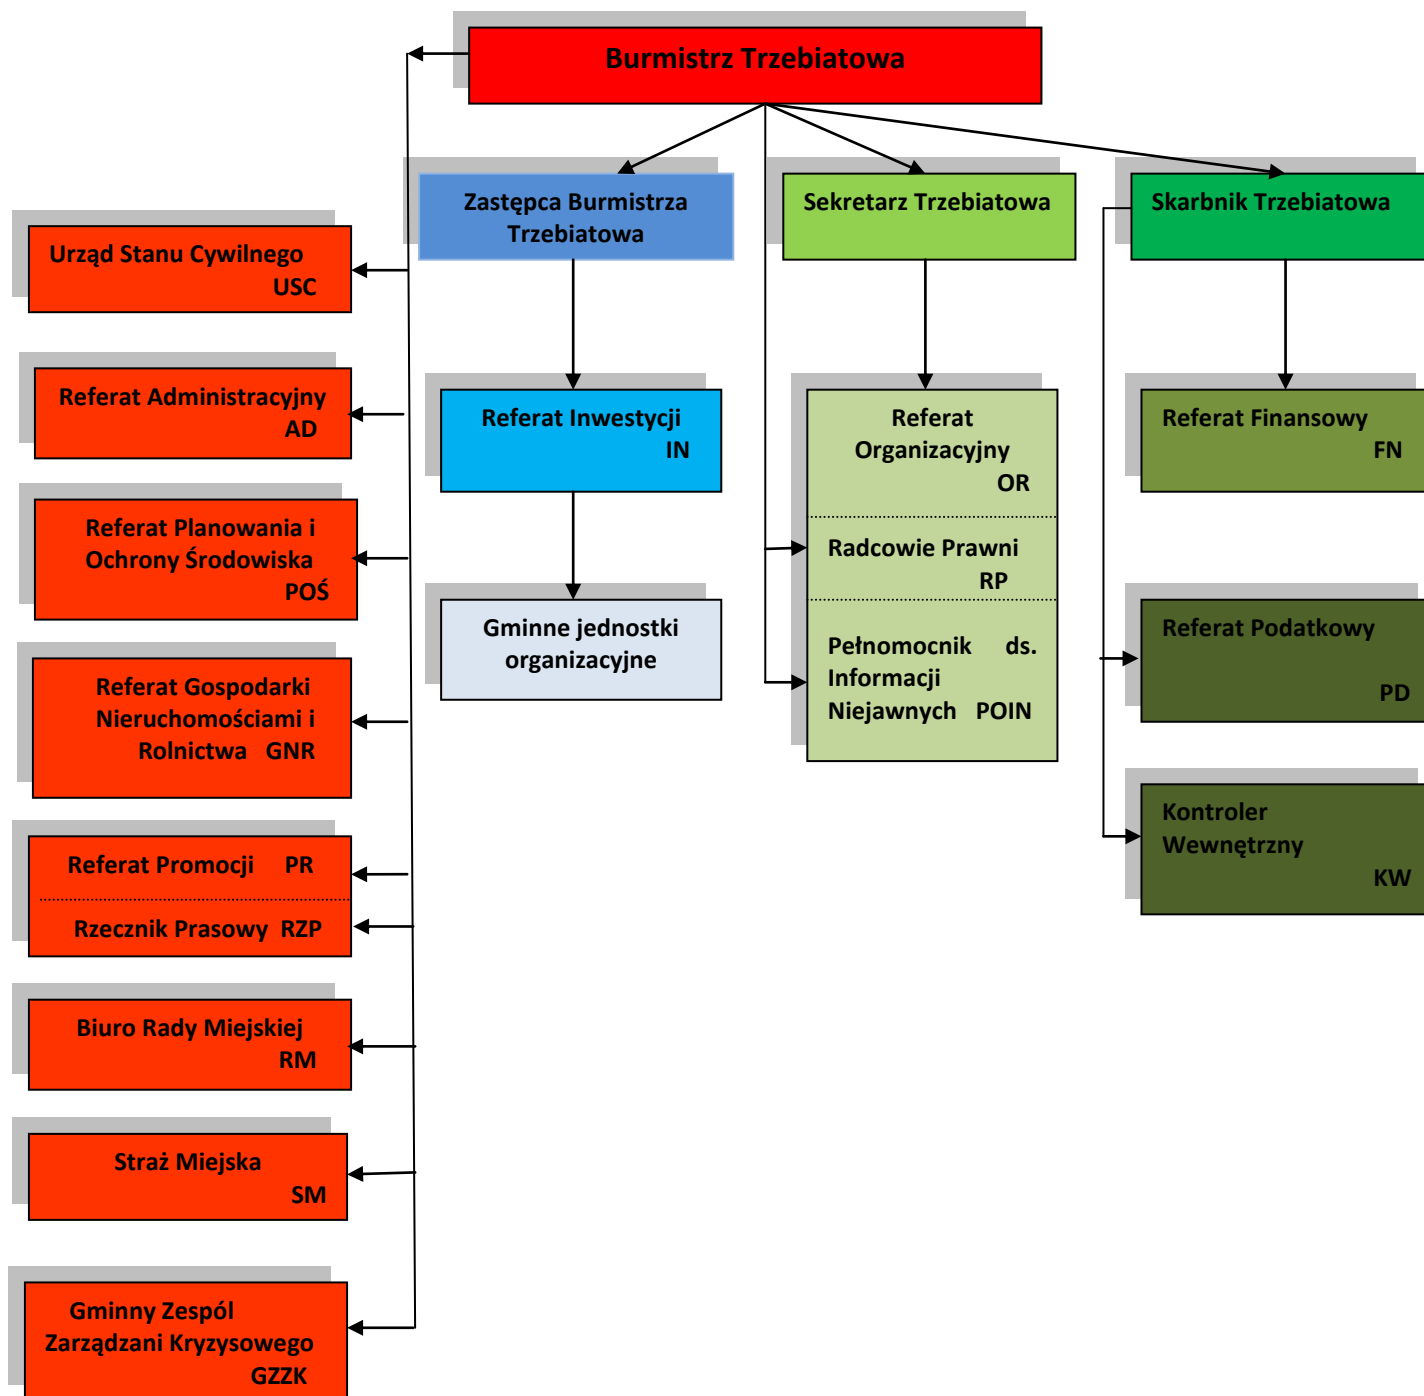 Burmistrz Trzebiatowa
Zastępca Burmistrza
Trzebiatowa
Sekretarz Trzebiatowa
Skarbnik Trzebiatowa
Urząd Stanu Cywilnego
USC
Referat Administracyjny
AD
Referat Planowania i
Ochrony Środowiska
POŚ
Referat Gospodarki
Nieruchomościami i
Rolnictwa GNR
Referat Promocji PR
Rzecznik Prasowy RZP
Biuro Rady Miejskiej
RM
Straż Miejska
SM
Gminny Zespól
Zarządzani Kryzysowego
GZZK
Referat Inwestycji
IN
Gminne jednostki
organizacyjne
Referat
Organizacyjny
OR
Radcowie Prawni
RP
Pełnomocnik ds.
Informacji
Niejawnych POIN
Referat Finansowy
FN
Referat Podatkowy
PD
Kontroler
Wewnętrzny
KW